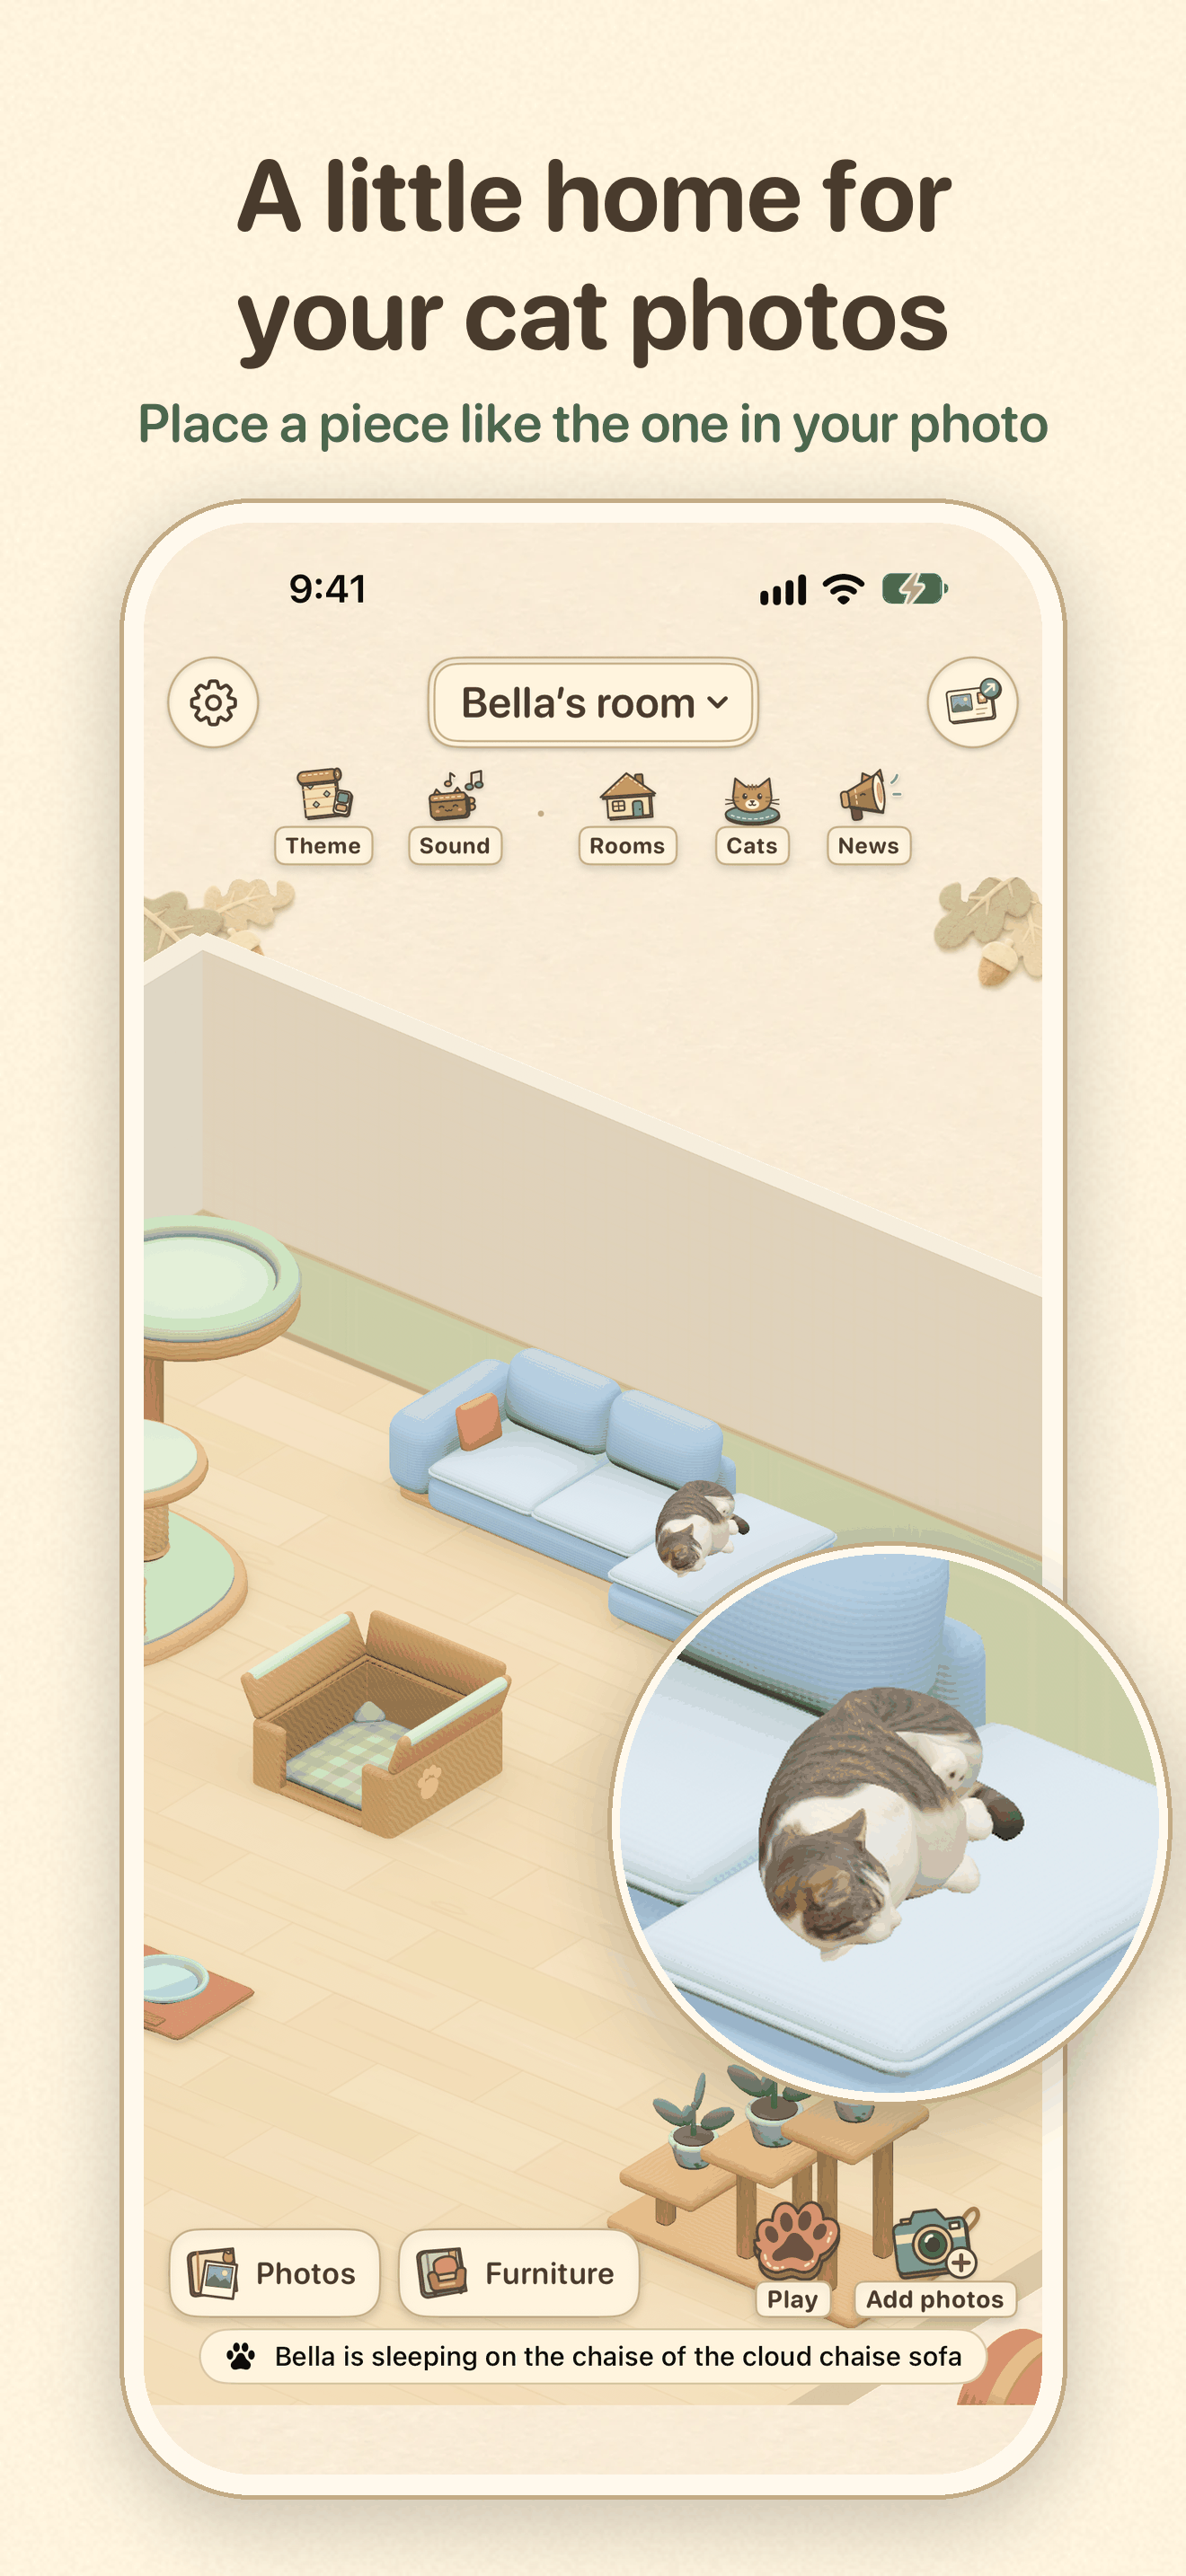 A little home for
your cat photos
Place a piece like the one in your photo
9:41
Bella's room
Theme
Sound
Rooms
Cats
News
Photos
Furniture
Play
Add photos
Bella is sleeping on the chaise of the cloud chaise sofa